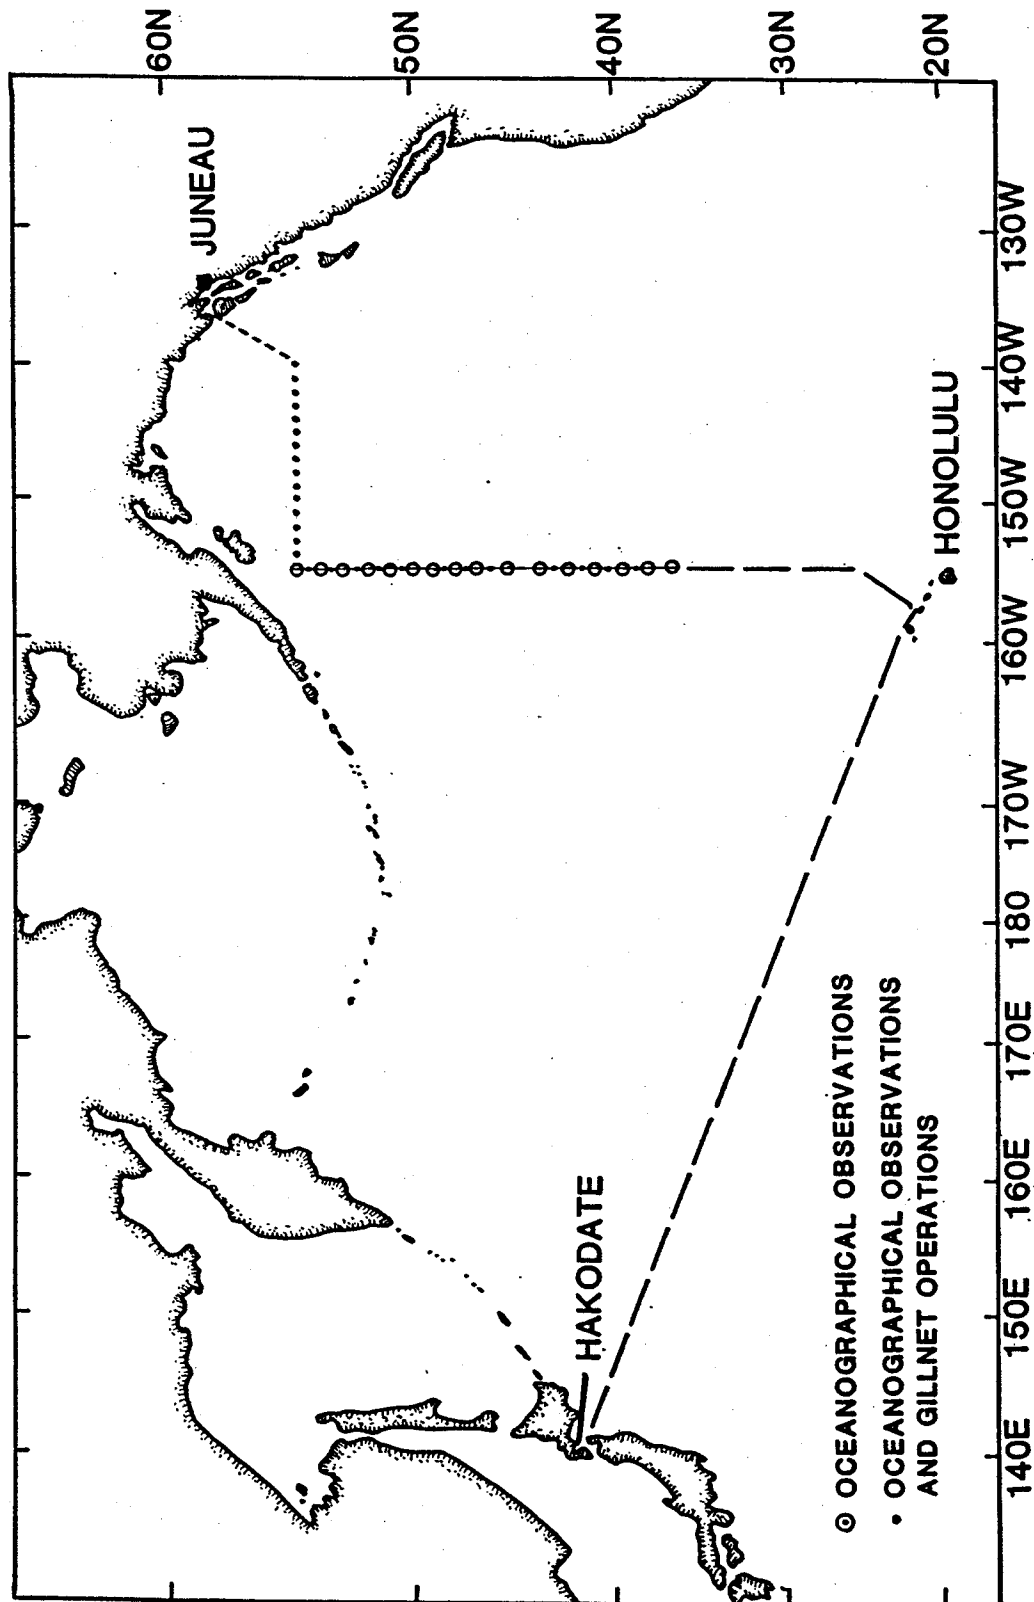 60N
50N
40N
30N
20N
JUNEAU
HONOLULU
HAKODATE
⊙ OCEANOGRAPHICAL OBSERVATIONS
• OCEANOGRAPHICAL OBSERVATIONS
AND GILLNET OPERATIONS
140E
150E
160E
170E
180
170W
160W
150W
140W
130W